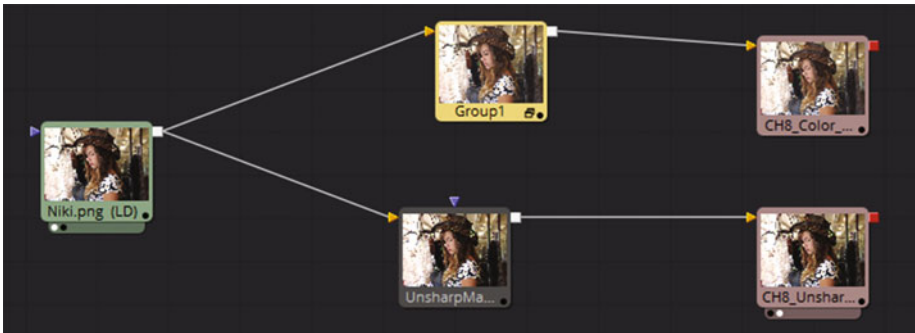 Group1
CH8_Color_...
Niki.png (LD)
UnsharpMa...
CH8_Unshar...